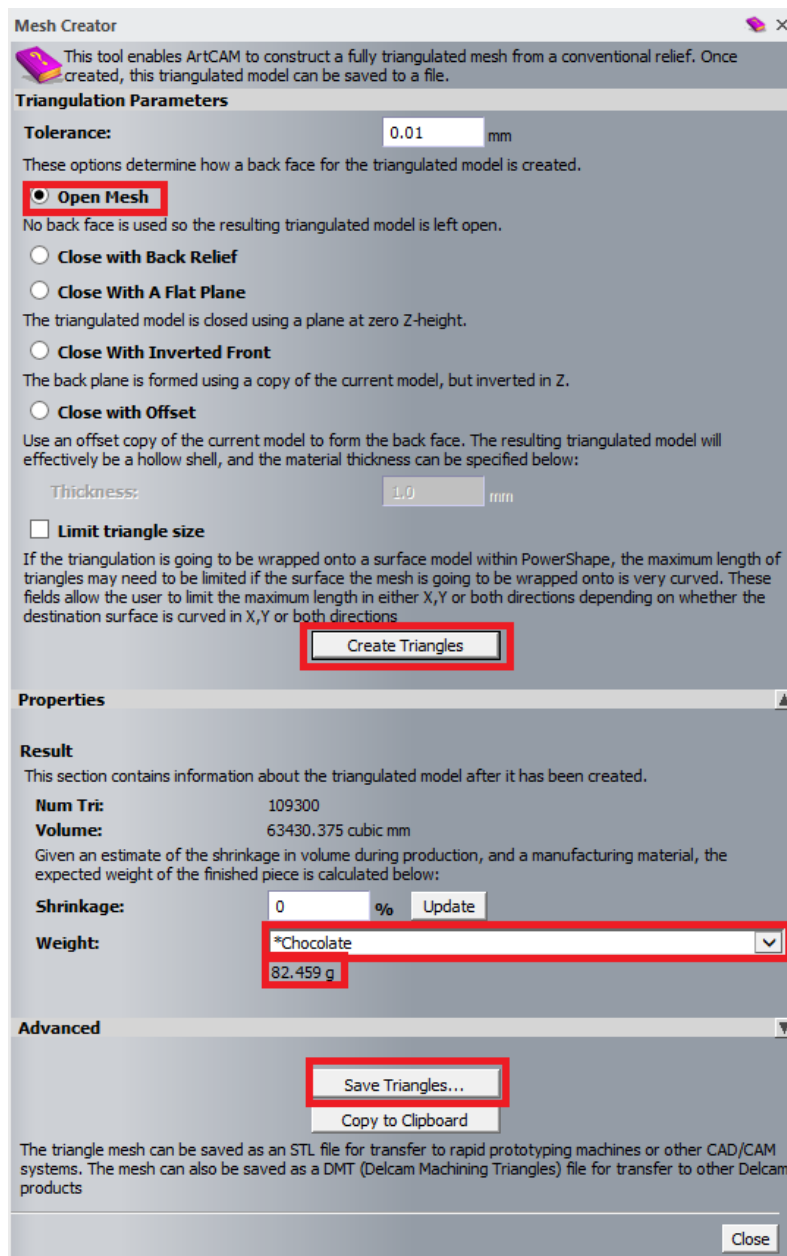 Mesh Creator
This tool enables ArtCAM to construct a fully triangulated mesh from a conventional relief. Once
created, this triangulated model can be saved to a file.
Triangulation Parameters
Tolerance: 0.01 mm
These options determine how a back face for the triangulated model is created.
Open Mesh
No back face is used so the resulting triangulated model is left open.
Close with Back Relief
Close With A Flat Plane
The triangulated model is closed using a plane at zero Z-height.
Close With Inverted Front
The back plane is formed using a copy of the current model, but inverted in Z.
Close with Offset
Use an offset copy of the current model to form the back face. The resulting triangulated model will
effectively be a hollow shell, and the material thickness can be specified below:
Thickness: 1.0 mm
Limit triangle size
If the triangulation is going to be wrapped onto a surface model within PowerShape, the maximum length of
triangles may need to be limited if the surface the mesh is going to be wrapped onto is very curved. These
fields allow the user to limit the maximum length in either X,Y or both directions depending on whether the
destination surface is curved in X,Y or both directions
Create Triangles
Properties
Result
This section contains information about the triangulated model after it has been created.
Num Tri: 109300
Volume: 63430.375 cubic mm
Given an estimate of the shrinkage in volume during production, and a manufacturing material, the
expected weight of the finished piece is calculated below:
Shrinkage: 0 % Update
Weight: *Chocolate
82.459 g
Advanced
Save Triangles...
Copy to Clipboard
The triangle mesh can be saved as an STL file for transfer to rapid prototyping machines or other CAD/CAM
systems. The mesh can also be saved as a DMT (Delcam Machining Triangles) file for transfer to other Delcam
products
Close